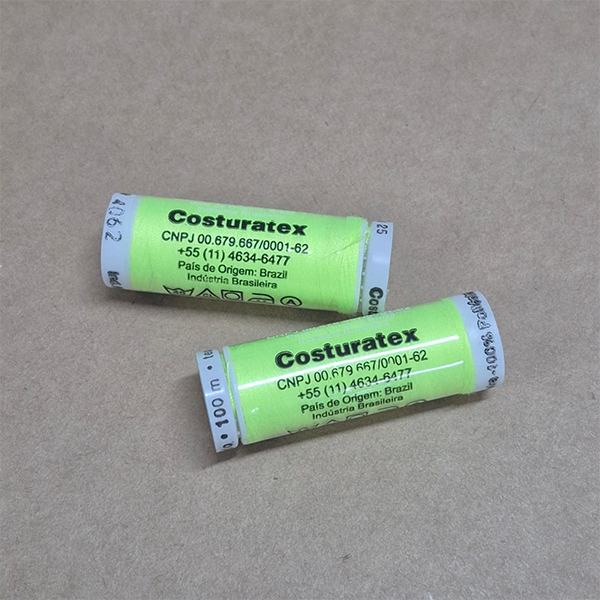 4062
Costuratex
CNPJ 00.679.667/0001-62
+55 (11) 4634-6477
País de Origem: Brazil
Indústria Brasileira
25
Costuratex
CNPJ 00.679.667/0001-62
+55 (11) 4634-6477
País de Origem: Brazil
Indústria Brasileira
• 100 m •
100%